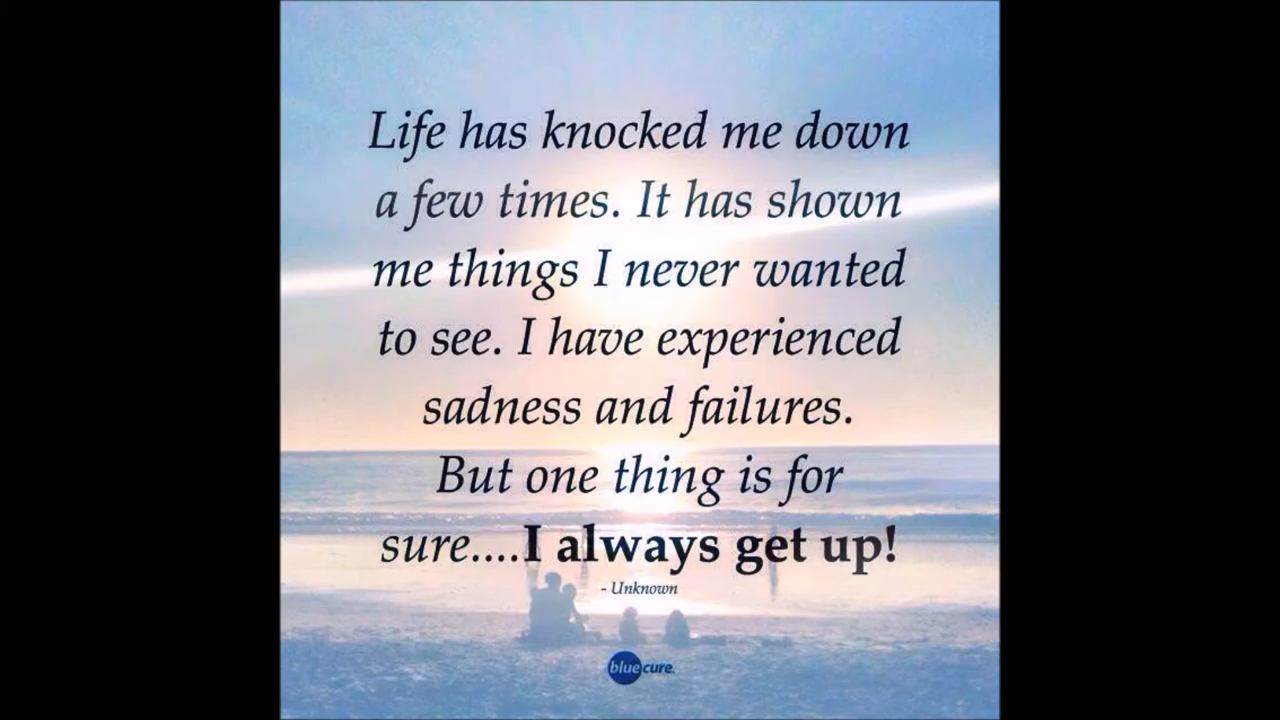 Life has knocked me down
a few times. It has shown
me things I never wanted
to see. I have experienced
sadness and failures.
But one thing is for
sure....I always get up!
- Unknown
blue cure.